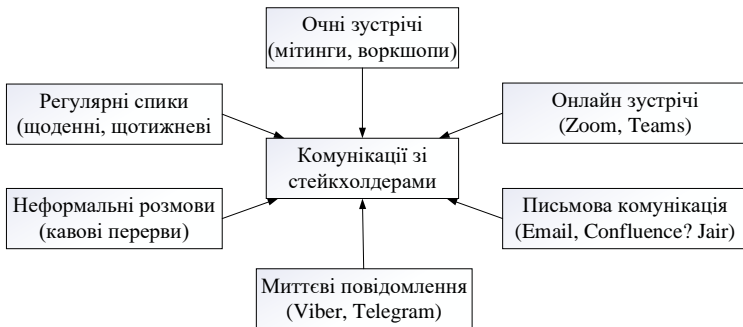 Очні зустрічі
(мітинги, воркшопи)
Регулярні спики
(щоденні, щотижневі
Онлайн зустрічі
(Zoom, Teams)
Комунікації зі
стейкхолдерами
Неформальні розмови
(кавові перерви)
Письмова комунікація
(Email, Confluence? Jair)
Миттєві повідомлення
(Viber, Telegram)